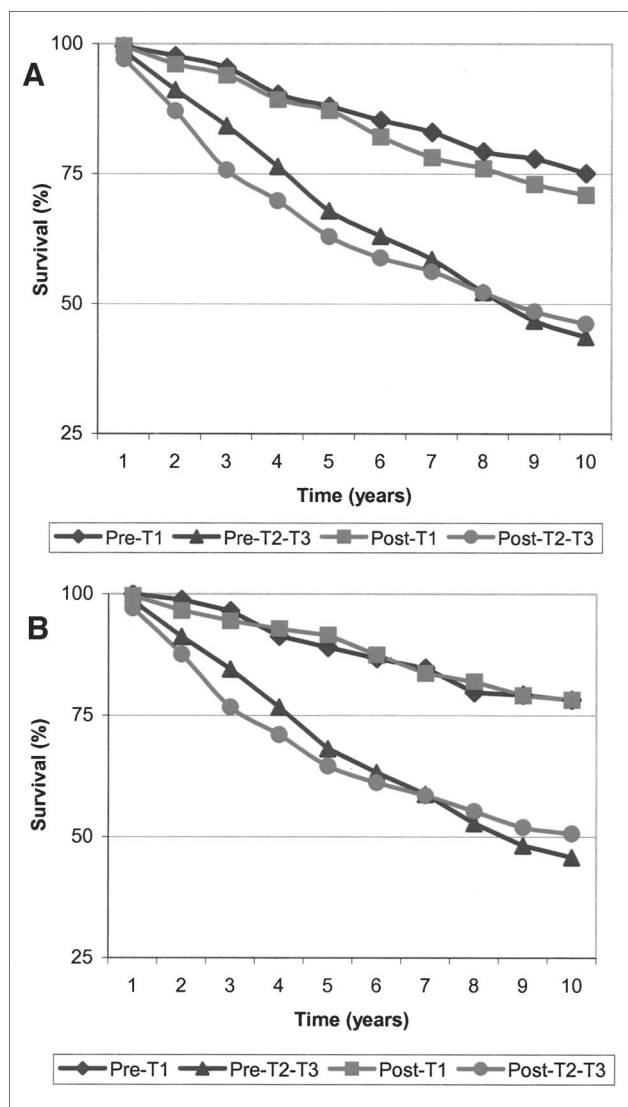 A
Survival (%)
100
75
50
25
1 2 3 4 5 6 7 8 9 10
Time (years)
Pre-T1 Pre-T2-T3 Post-T1 Post-T2-T3
B
Survival (%)
100
75
50
25
1 2 3 4 5 6 7 8 9 10
Time (years)
Pre-T1 Pre-T2-T3 Post-T1 Post-T2-T3